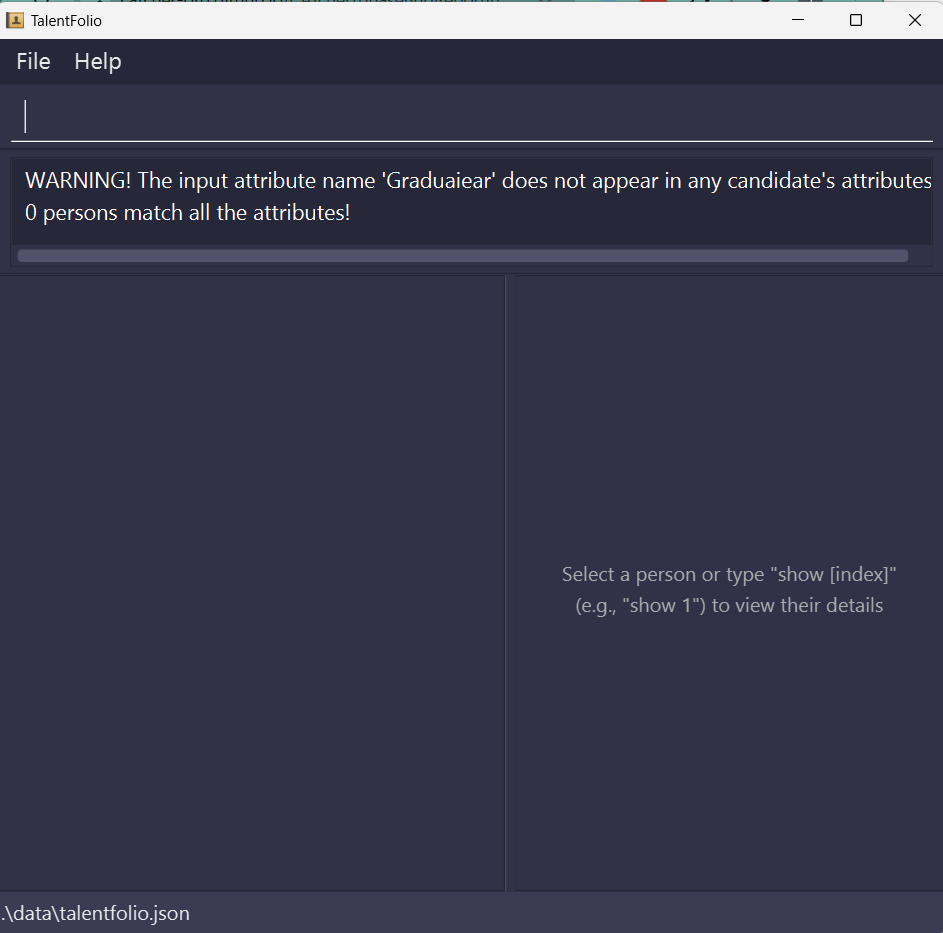 TalentFolio
File Help
WARNING! The input attribute name 'Graduaiear' does not appear in any candidate's attributes
0 persons match all the attributes!
Select a person or type "show [index]"
(e.g., "show 1") to view their details
.\data\talentfolio.json